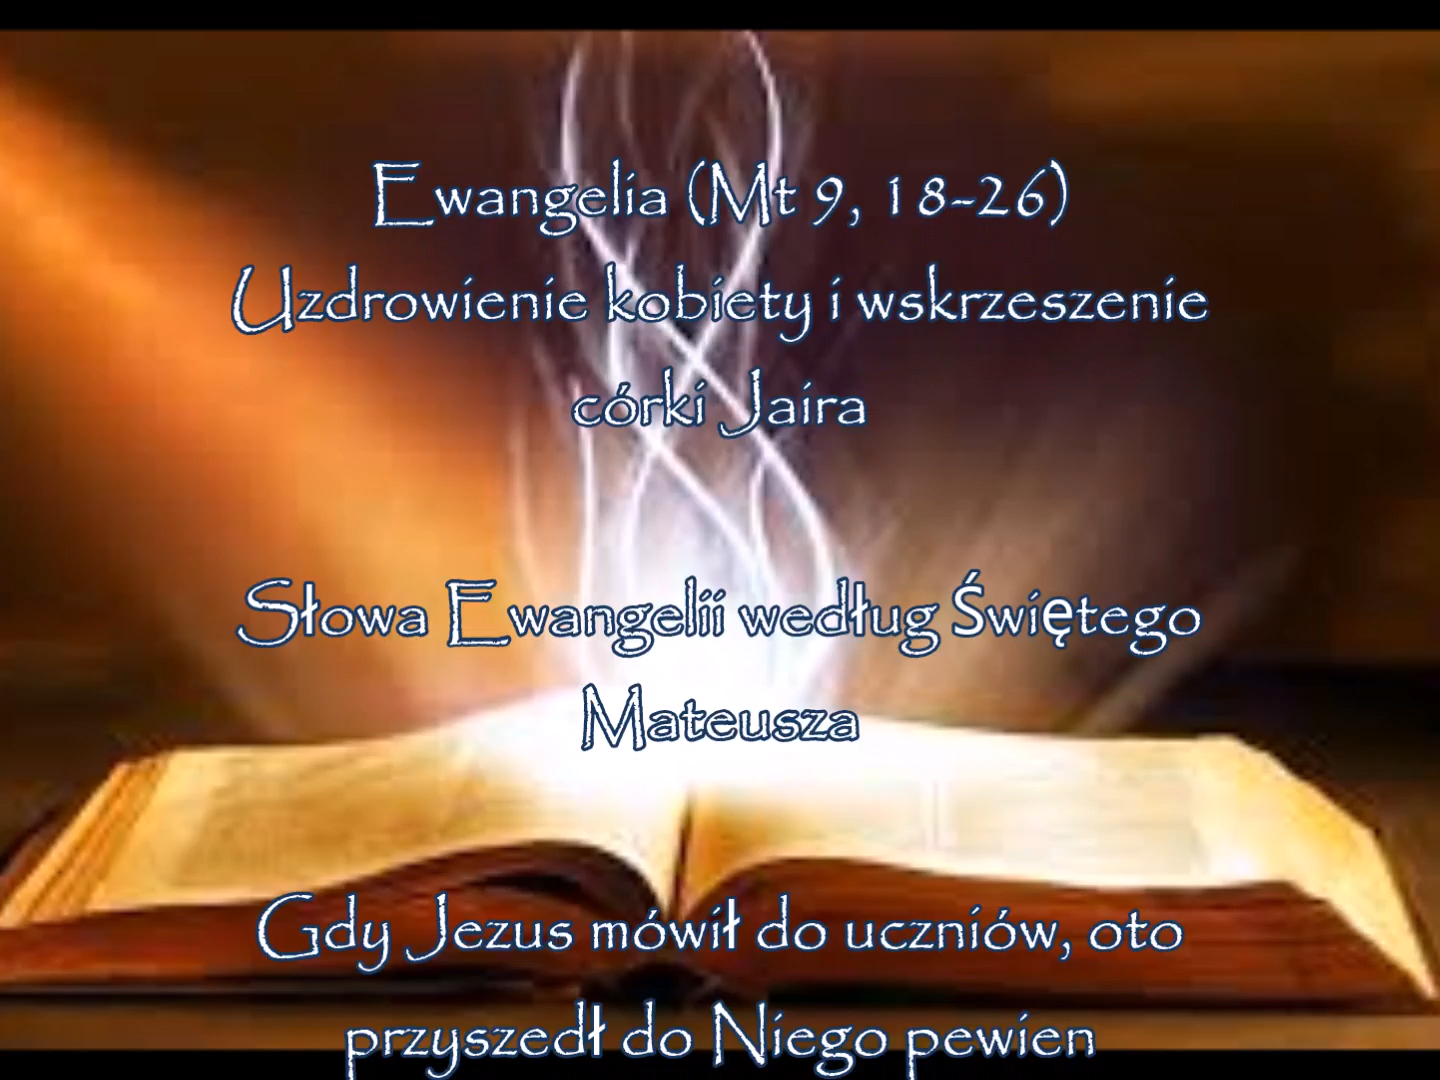 Ewangelia (Mt 9, 18-26)
Uzdrowienie kobiety i wskrzeszenie
córki Jaira
Słowa Ewangelii według Świętego
Mateusza
Gdy Jezus mówił do uczniów, oto
przyszedł do Niego pewien